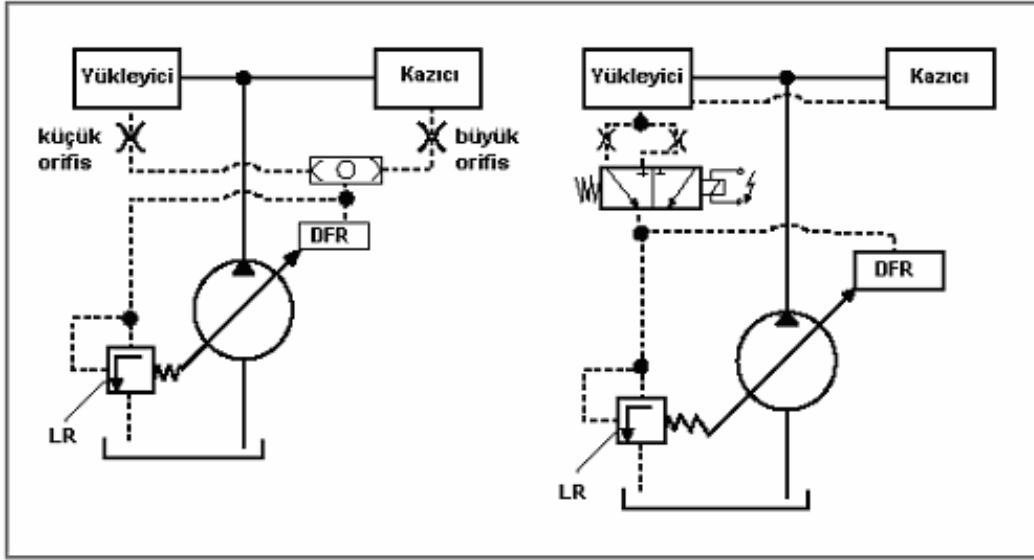 Yükleyici
Kazıcı
küçük
orifis
büyük
orifis
DFR
LR
Yükleyici
Kazıcı
DFR
LR